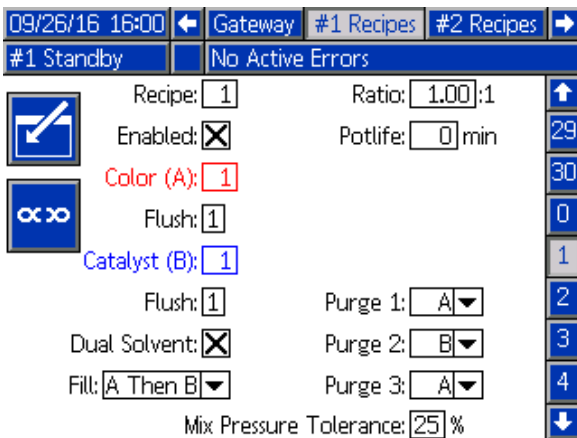 09/26/16 16:00 Gateway #1 Recipes #2 Recipes
#1 Standby No Active Errors
Recipe: 1 Ratio: 1.00 :1
Enabled: Potlife: 0 min
Color (A): 1
Flush: 1
Catalyst (B): 1
Flush: 1 Purge 1: A
Dual Solvent: Purge 2: B
Fill: A Then B Purge 3: A
Mix Pressure Tolerance: 25 %
29
30
0
1
2
3
4